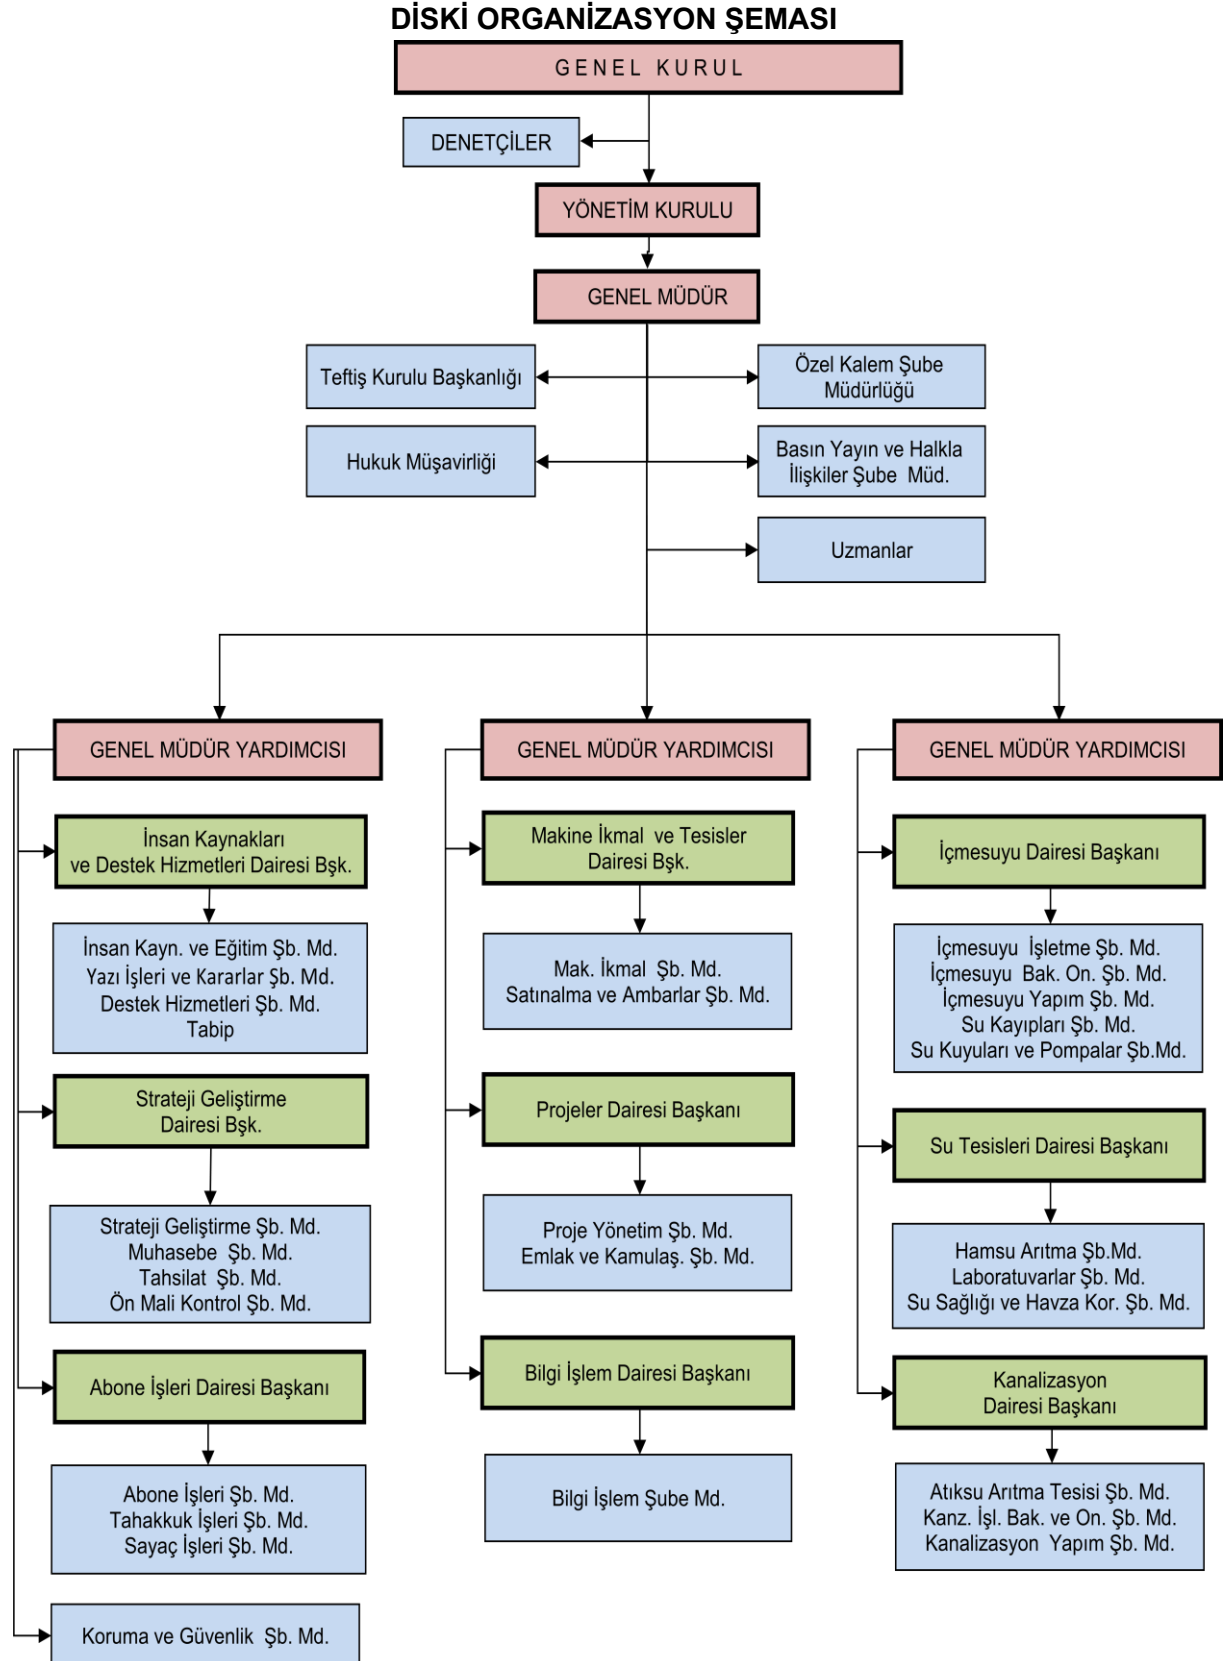 DİSKİ ORGANİZASYON ŞEMASI
GENEL KURUL
DENETÇİLER
YÖNETİM KURULU
GENEL MÜDÜR
Teftiş Kurulu Başkanlığı
Özel Kalem Şube
Müdürlüğü
Hukuk Müşavirliği
Basın Yayın ve Halkla
İlişkiler Şube Müd.
Uzmanlar
GENEL MÜDÜR YARDIMCISI
İnsan Kaynakları
ve Destek Hizmetleri Dairesi Bşk.
İnsan Kayn. ve Eğitim Şb. Md.
Yazı İşleri ve Kararlar Şb. Md.
Destek Hizmetleri Şb. Md.
Tabip
Strateji Geliştirme
Dairesi Bşk.
Strateji Geliştirme Şb. Md.
Muhasebe Şb. Md.
Tahsilat Şb. Md.
Ön Mali Kontrol Şb. Md.
Abone İşleri Dairesi Başkanı
Abone İşleri Şb. Md.
Tahakkuk İşleri Şb. Md.
Sayaç İşleri Şb. Md.
Koruma ve Güvenlik Şb. Md.
GENEL MÜDÜR YARDIMCISI
Makine İkmal ve Tesisler
Dairesi Bşk.
Mak. İkmal Şb. Md.
Satınalma ve Ambarlar Şb. Md.
Projeler Dairesi Başkanı
Proje Yönetim Şb. Md.
Emlak ve Kamulaş. Şb. Md.
Bilgi İşlem Dairesi Başkanı
Bilgi İşlem Şube Md.
GENEL MÜDÜR YARDIMCISI
İçmesuyu Dairesi Başkanı
İçmesuyu İşletme Şb. Md.
İçmesuyu Bak. On. Şb. Md.
İçmesuyu Yapım Şb. Md.
Su Kayıpları Şb. Md.
Su Kuyuları ve Pompalar Şb.Md.
Su Tesisleri Dairesi Başkanı
Hamsu Arıtma Şb.Md.
Laboratuvarlar Şb. Md.
Su Sağlığı ve Havza Kor. Şb. Md.
Kanalizasyon
Dairesi Başkanı
Atıksu Arıtma Tesisi Şb. Md.
Kanz. İşl. Bak. ve On. Şb. Md.
Kanalizasyon Yapım Şb. Md.